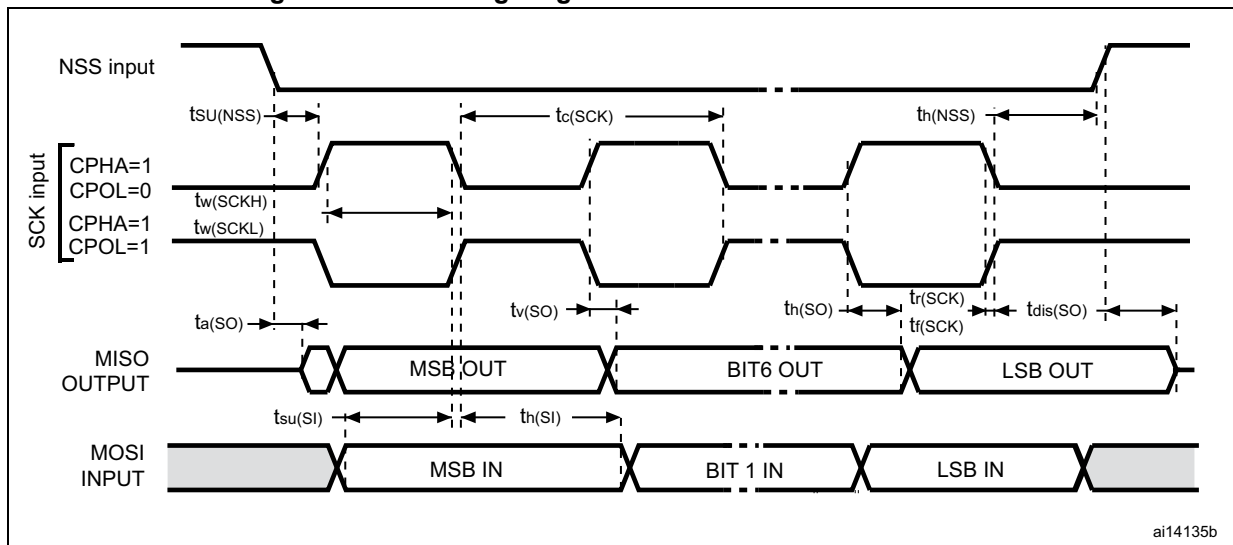 NSS input
tSU(NSS)
tc(SCK)
th(NSS)
SCK input
CPHA=1
CPOL=0
tw(SCKH)
CPHA=1
tw(SCKL)
CPOL=1
ta(SO)
tv(SO)
th(SO)
tr(SCK)
tf(SCK)
tdis(SO)
MISO
OUTPUT
MSB OUT
BIT6 OUT
LSB OUT
tsu(SI)
th(SI)
MOSI
INPUT
MSB IN
BIT 1 IN
LSB IN
ai14135b